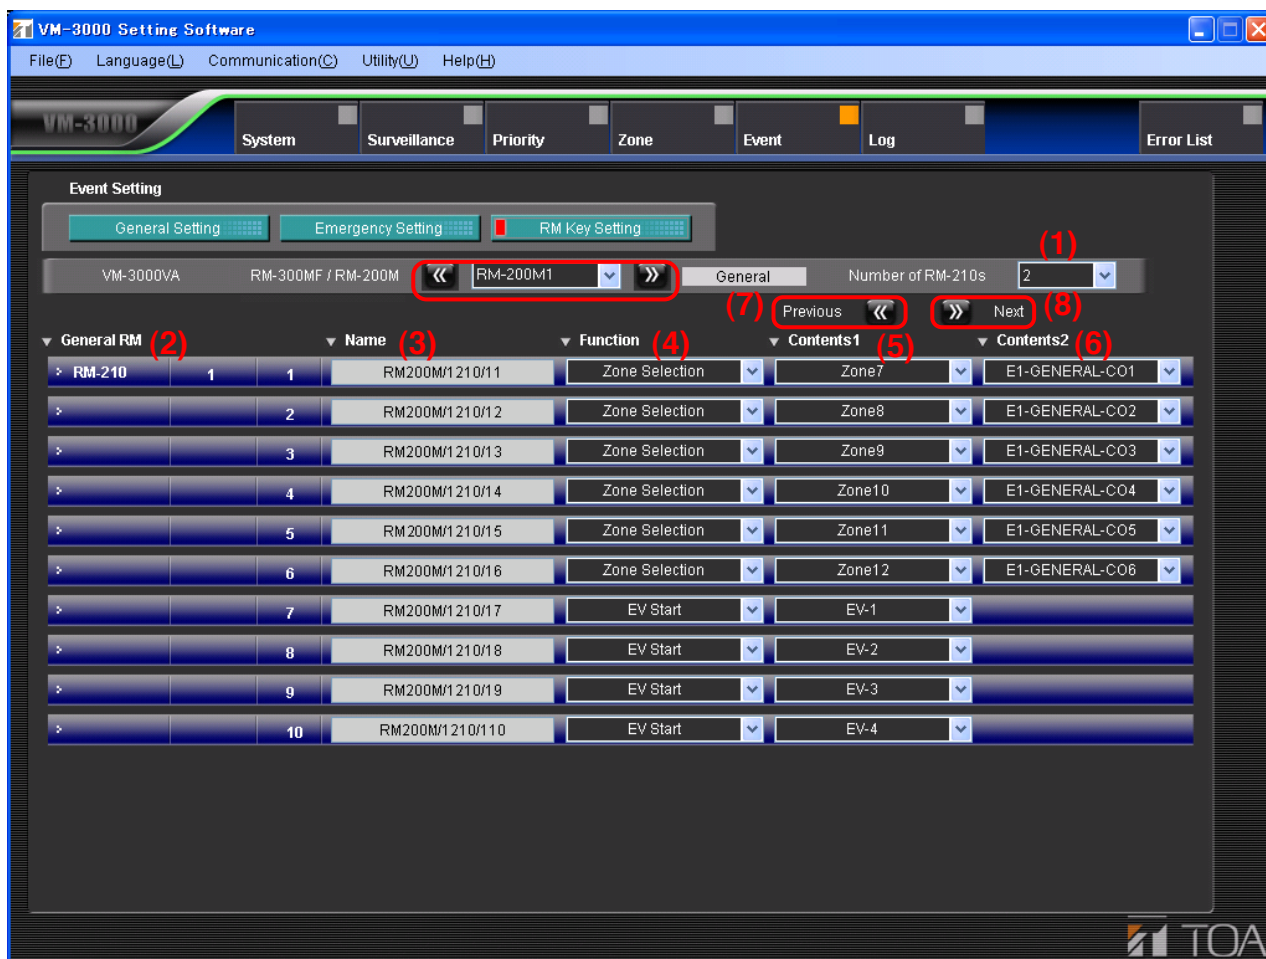 VM-3000 Setting Software
File(F) Language(L) Communication(C) Utility(U) Help(H)
VM-3000
System Surveillance Priority Zone Event Log Error List
Event Setting
General Setting Emergency Setting RM Key Setting
(1)
VM-3000VA RM-300MF / RM-200M RM-200M1 General Number of RM-210s 2
(7) Previous Next (8)
General RM (2) Name (3) Function (4) Contents1 (5) Contents2 (6)
RM-210 1 1 RM200M/1210/11 Zone Selection Zone7 E1-GENERAL-CO1
2 RM200M/1210/12 Zone Selection Zone8 E1-GENERAL-CO2
3 RM200M/1210/13 Zone Selection Zone9 E1-GENERAL-CO3
4 RM200M/1210/14 Zone Selection Zone10 E1-GENERAL-CO4
5 RM200M/1210/15 Zone Selection Zone11 E1-GENERAL-CO5
6 RM200M/1210/16 Zone Selection Zone12 E1-GENERAL-CO6
7 RM200M/1210/17 EV Start EV-1
8 RM200M/1210/18 EV Start EV-2
9 RM200M/1210/19 EV Start EV-3
10 RM200M/1210/110 EV Start EV-4
TOA